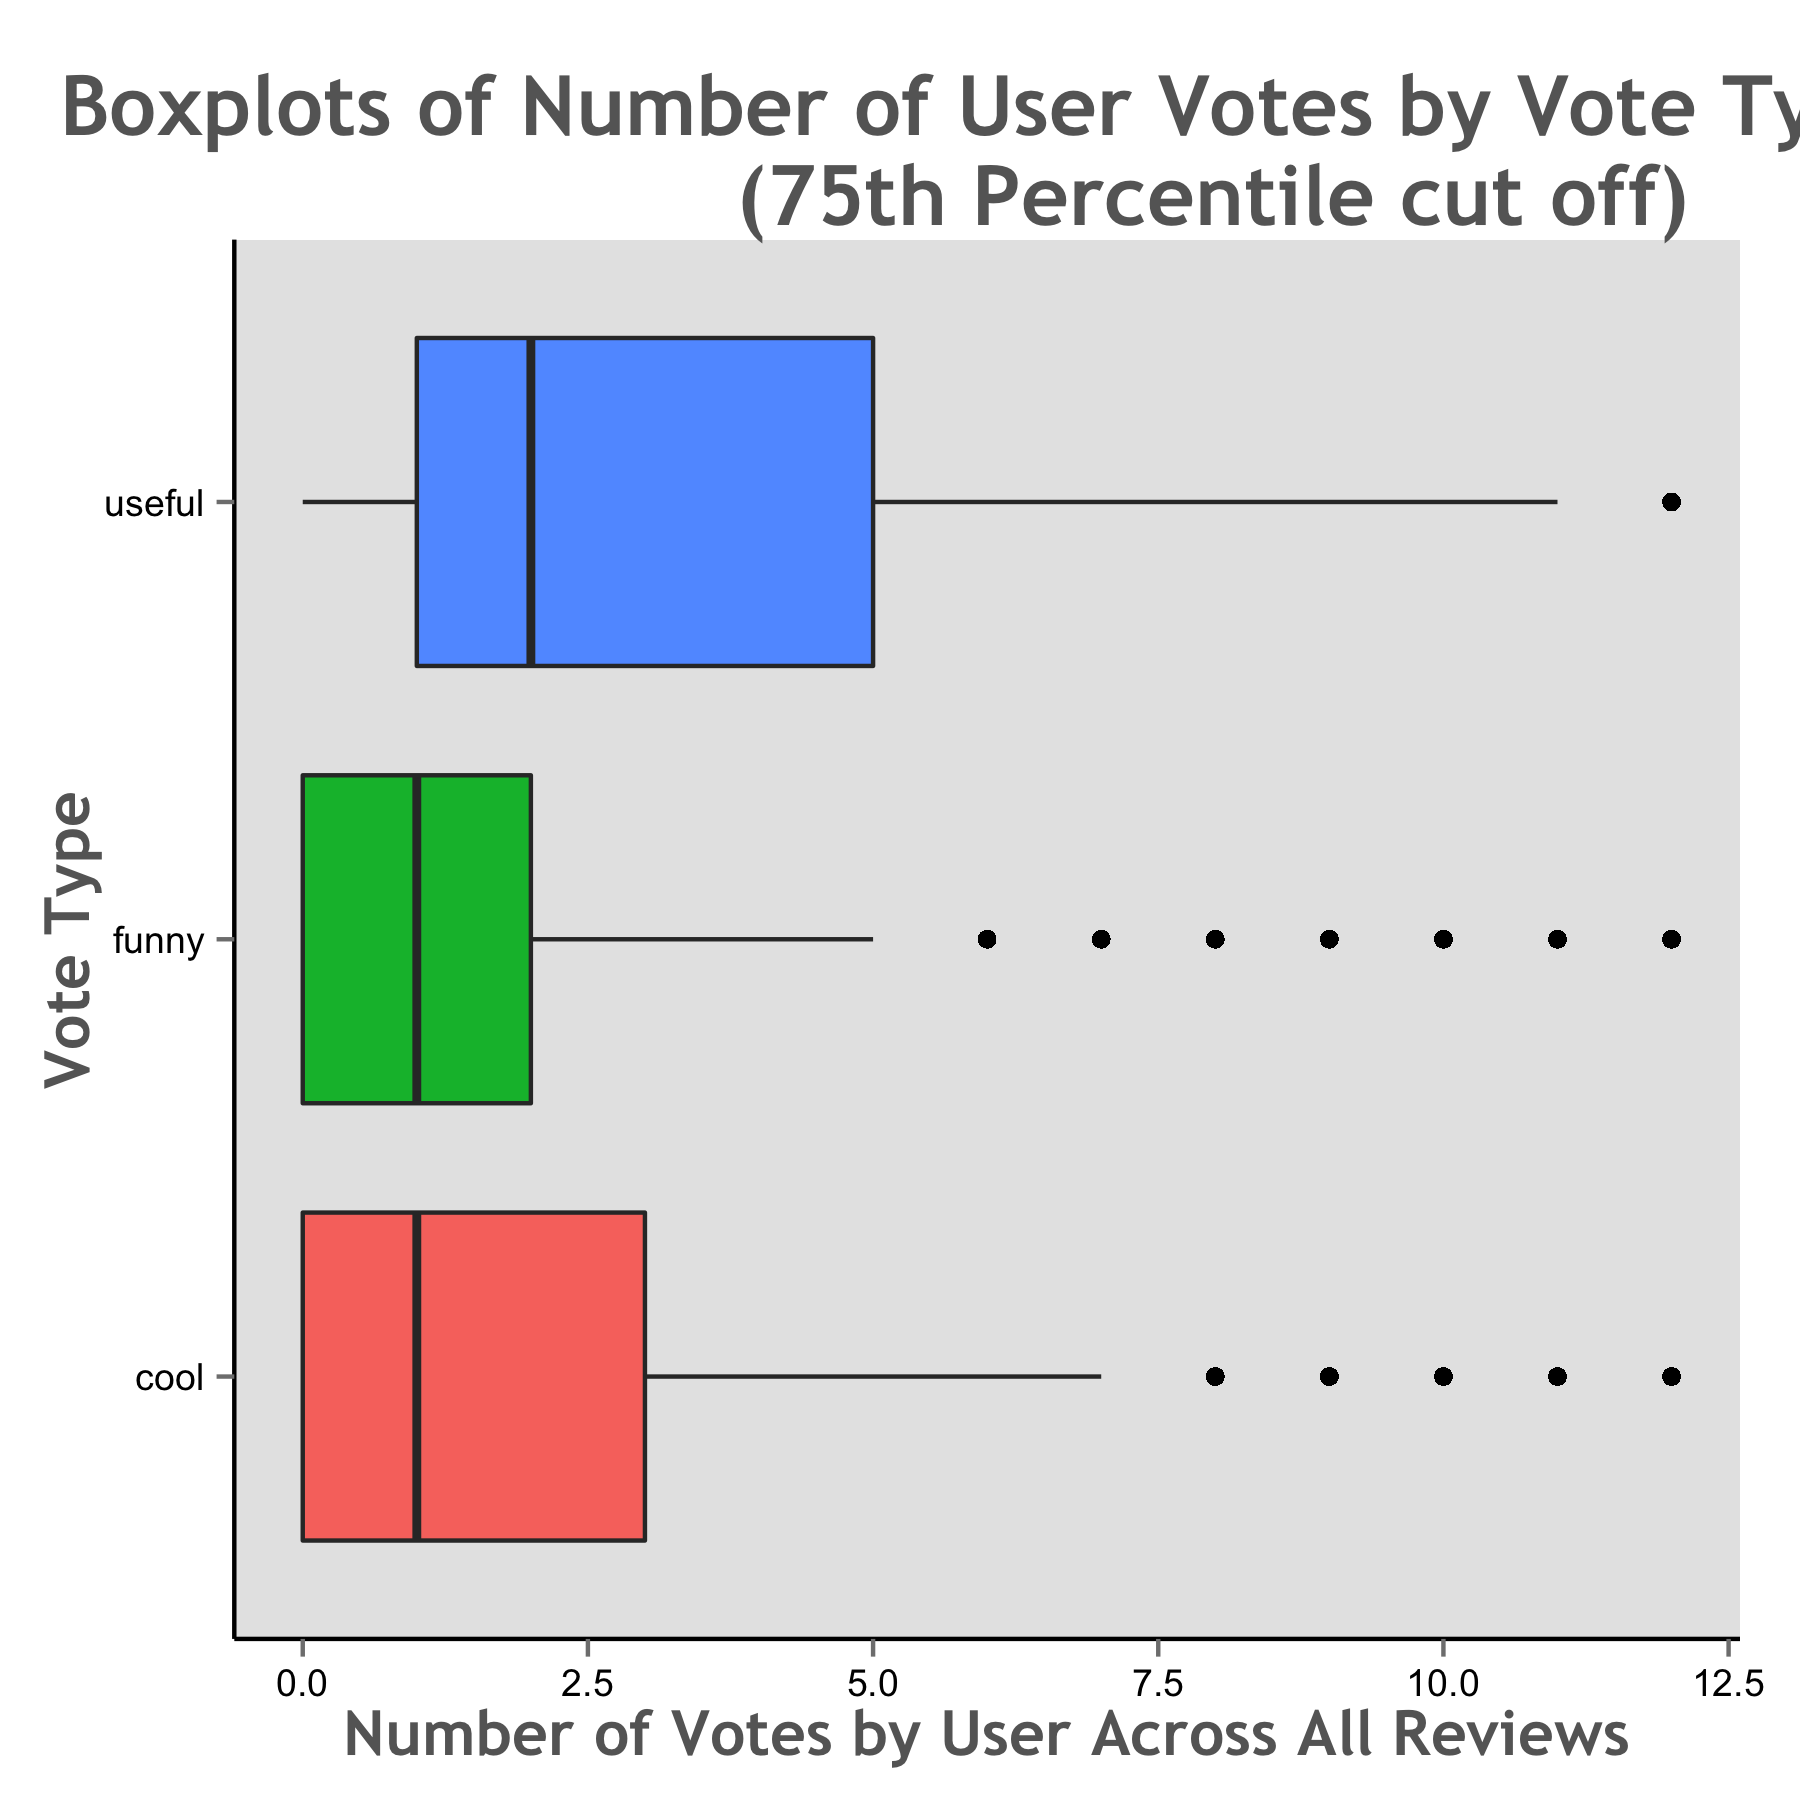 Boxplots of Number of User Votes by Vote Ty
(75th Percentile cut off)
useful
funny
cool
Vote Type
0.0 2.5 5.0 7.5 10.0 12.5
Number of Votes by User Across All Reviews